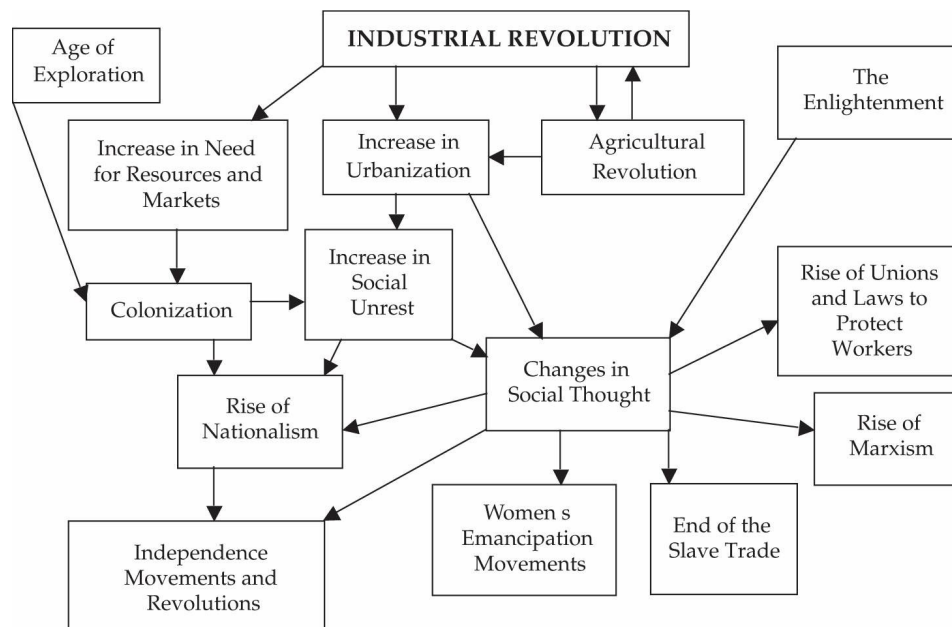 INDUSTRIAL REVOLUTION
Age of
Exploration
The
Enlightenment
Increase in Need
for Resources and
Markets
Increase in
Urbanization
Agricultural
Revolution
Increase in
Social
Unrest
Rise of Unions
and Laws to
Protect
Workers
Colonization
Changes in
Social Thought
Rise of
Nationalism
Rise of
Marxism
Women s
Emancipation
Movements
End of the
Slave Trade
Independence
Movements and
Revolutions